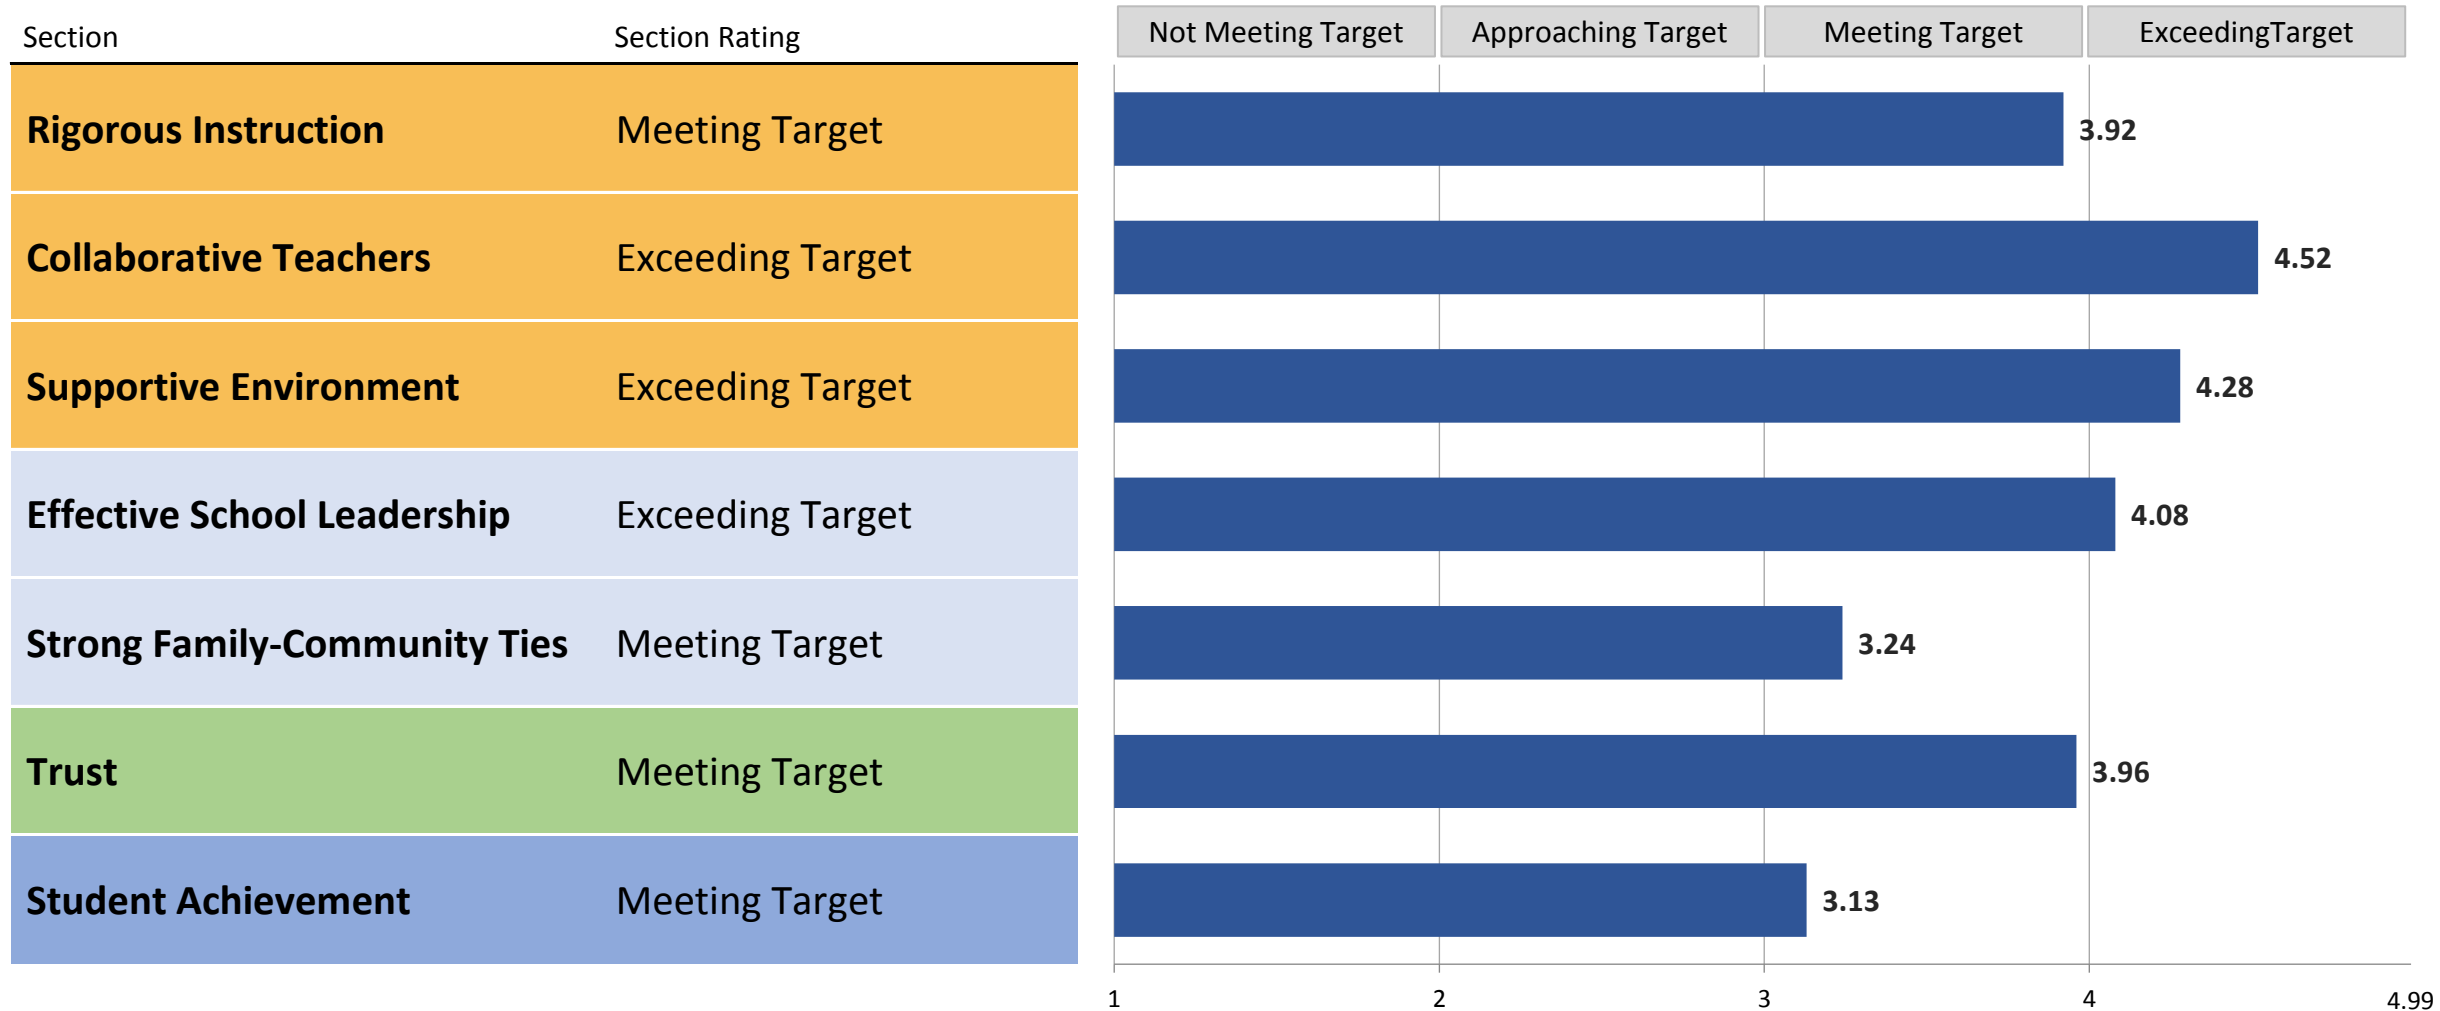 Section Section Rating Not Meeting Target Approaching Target Meeting Target ExceedingTarget
Rigorous Instruction Meeting Target 3.92
Collaborative Teachers Exceeding Target 4.52
Supportive Environment Exceeding Target 4.28
Effective School Leadership Exceeding Target 4.08
Strong Family-Community Ties Meeting Target 3.24
Trust Meeting Target 3.96
Student Achievement Meeting Target 3.13
1 2 3 4 4.99